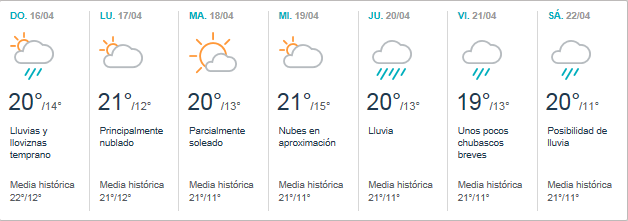 DO. 16/04
20°/14°
Lluvias y
lloviznas
temprano
Media histórica
22°/12°
LU. 17/04
21°/12°
Principalmente
nublado
Media histórica
21°/12°
MA. 18/04
20°/13°
Parcialmente
soleado
Media histórica
21°/11°
MI. 19/04
21°/15°
Nubes en
aproximación
Media histórica
21°/11°
JU. 20/04
20°/13°
Lluvia
Media histórica
21°/11°
VI. 21/04
19°/13°
Unos pocos
chubascos
breves
Media histórica
21°/11°
SÁ. 22/04
20°/11°
Posibilidad de
lluvia
Media histórica
21°/11°